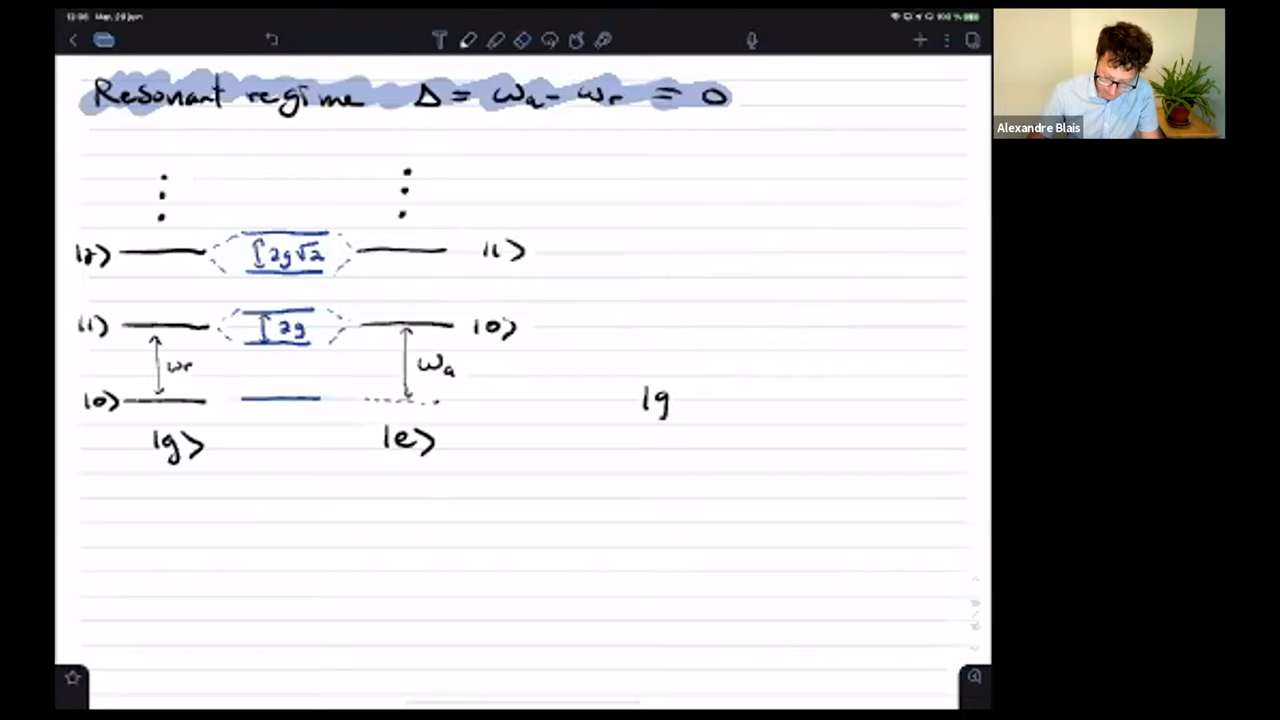 Resonant regime Δ = ωa - ωr = 0
Alexandre Blais
|2> 2g√2 |1>
|1> 2g |0>
ωr ωa
|0> |g
|g> |e>